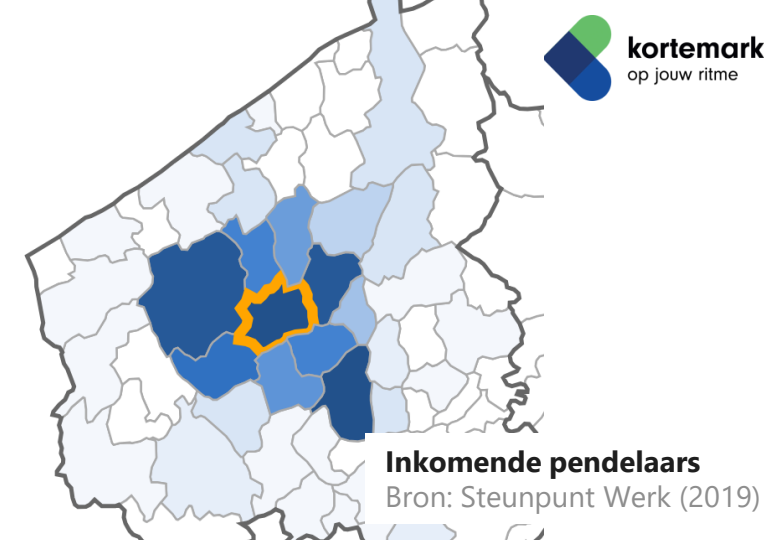 kortemark
op jouw ritme
Inkomende pendelaars
Bron: Steunpunt Werk (2019)